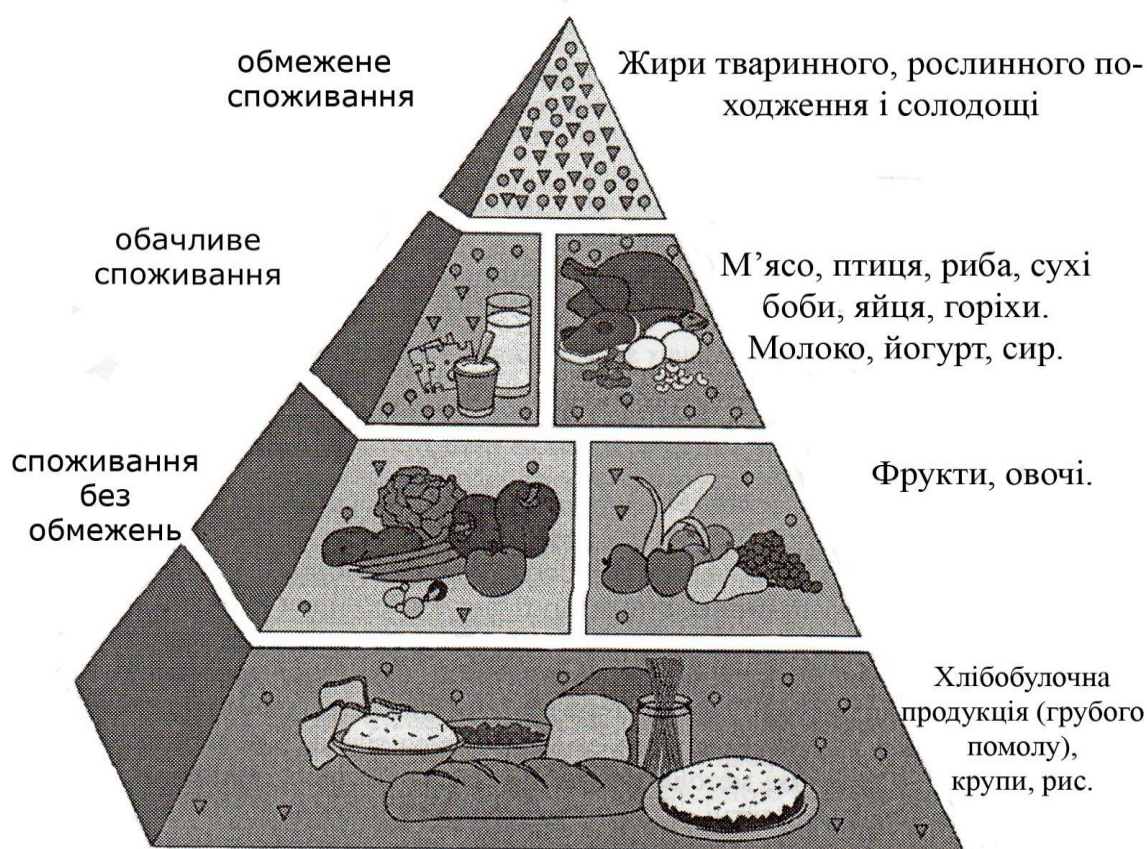 обмежене
споживання
Жири тваринного, рослинного по-
ходження і солодощі
обачливе
споживання
М’ясо, птиця, риба, сухі
боби, яйця, горіхи.
Молоко, йогурт, сир.
споживання
без
обмежень
Фрукти, овочі.
Хлібобулочна
продукція (грубого
помолу),
крупи, рис.